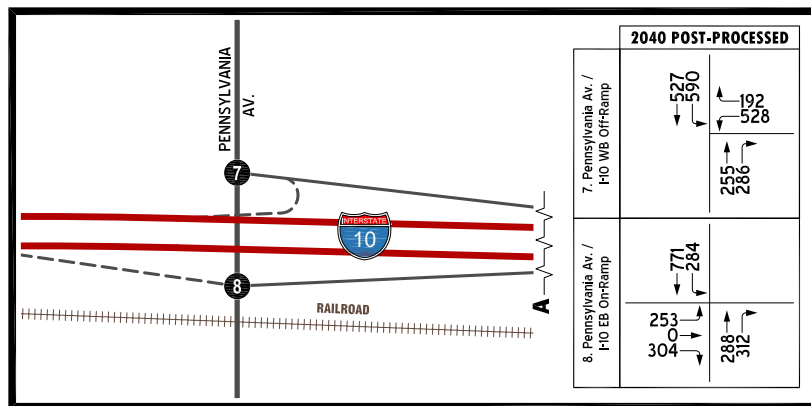 PENNSYLVANIA
AV.
7
INTERSTATE
10
8
RAILROAD
A
2040 POST-PROCESSED
7. Pennsylvania Av. /
I-10 WB Off-Ramp
527
590
192
528
255
286
8. Pennsylvania Av. /
I-10 EB On-Ramp
771
284
253
0
304
288
312